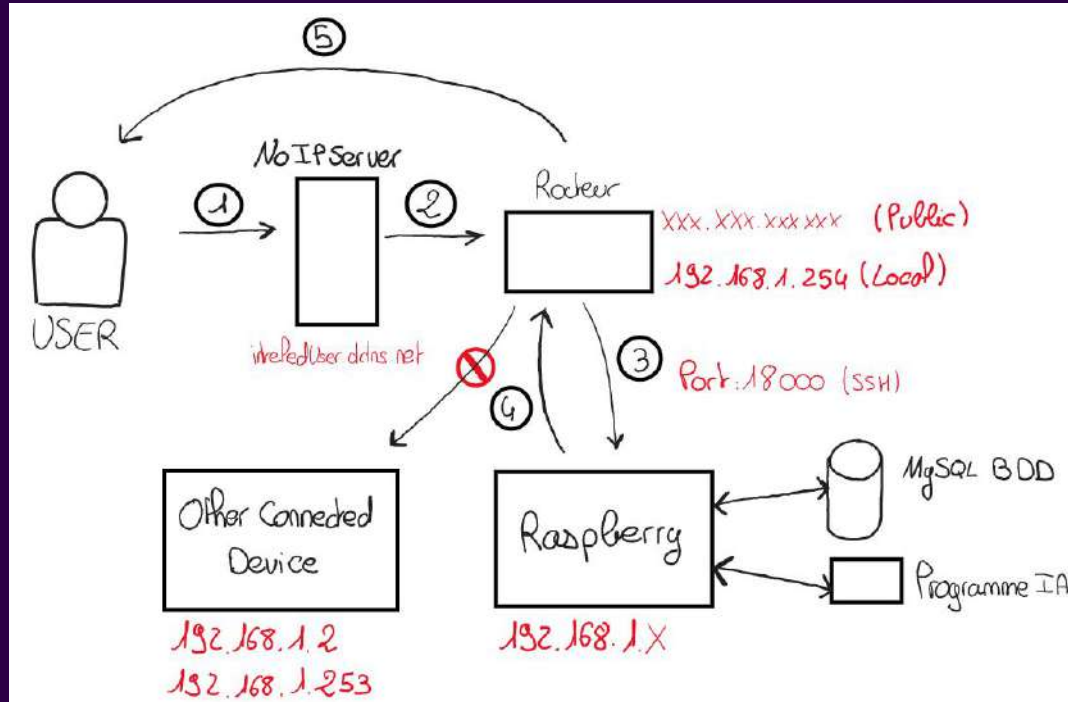 5
NoIPServer
1
2
Routeur
xxx.xxx.xxx.xxx (Public)
192.168.1.254 (Local)
USER
3
Port:18000 (SSH)
4
MySQL BDD
Other Connected
Device
Raspberry
Programme IA
192.168.1.2
192.168.1.253
192.168.1.X